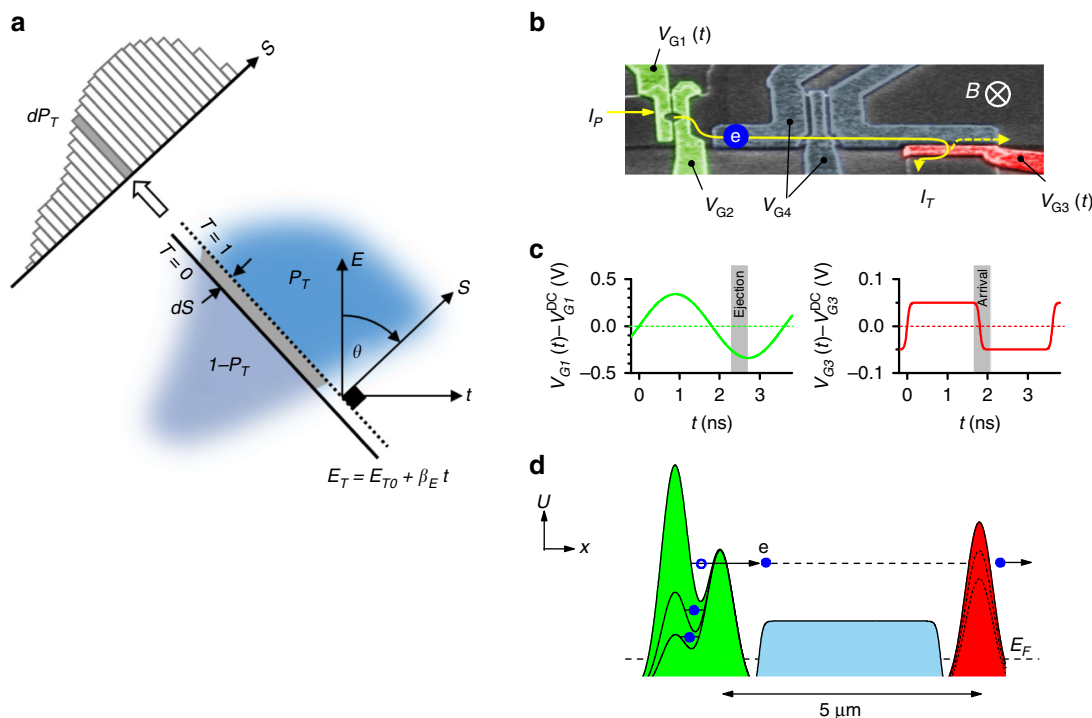 a
S
dP_T
T = 1
T = 0
E
P_T
S
dS
θ
1–P_T
t
E_T = E_T0 + β_E t
b
V_G1 (t)
B
I_P
e
V_G2
V_G4
I_T
V_G3 (t)
c
V_G1 (t)–V_G1^DC (V)
0.5
0.0
–0.5
Ejection
0 1 2 3
t (ns)
V_G3 (t)–V_G3^DC (V)
0.1
0.0
–0.1
Arrival
0 1 2 3
t (ns)
d
U
x
e
E_F
5 μm